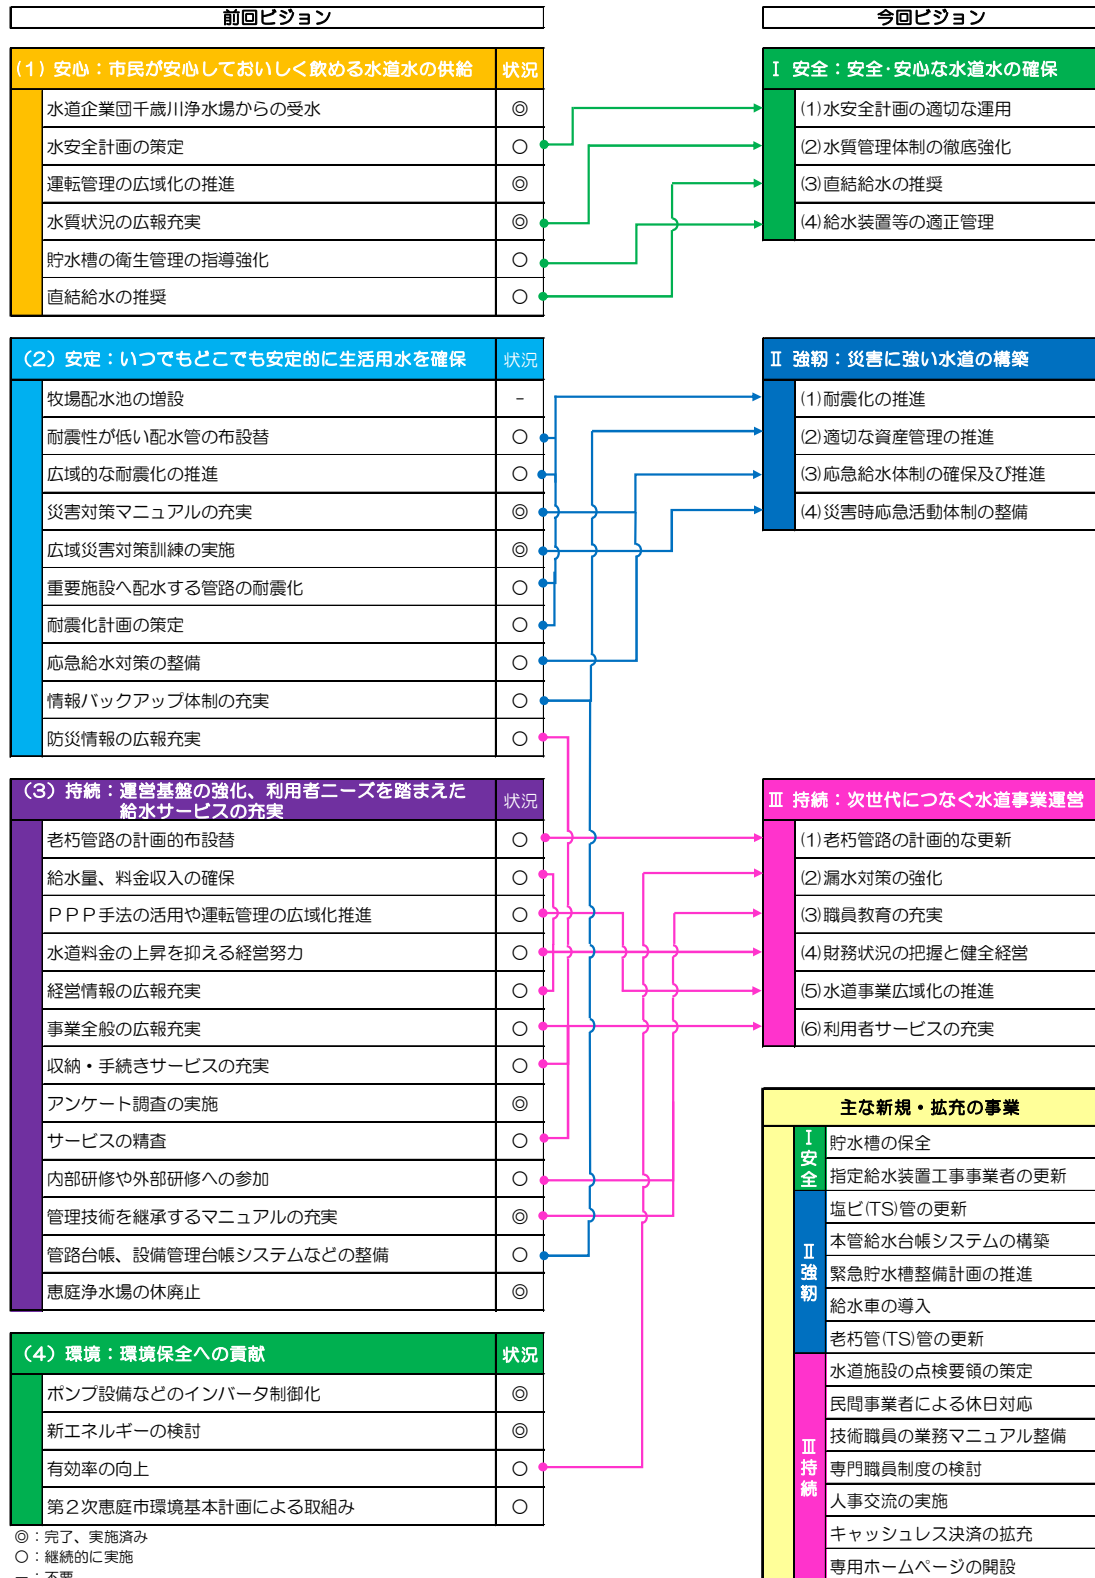 前回ビジョン
(1) 安心：市民が安心しておいしく飲める水道水の供給 状況
水道企業団千歳川浄水場からの受水 ◎
水安全計画の策定 ○
運転管理の広域化の推進 ◎
水質状況の広報充実 ◎
貯水槽の衛生管理の指導強化 ○
直結給水の推奨 ○
(2) 安定：いつでもどこでも安定的に生活用水を確保 状況
牧場配水池の増設 -
耐震性が低い配水管の布設替 ○
広域的な耐震化の推進 ○
災害対策マニュアルの充実 ◎
広域災害対策訓練の実施 ◎
重要施設へ配水する管路の耐震化 ○
耐震化計画の策定 ○
応急給水対策の整備 ○
情報バックアップ体制の充実 ○
防災情報の広報充実 ○
(3) 持続：運営基盤の強化、利用者ニーズを踏まえた
給水サービスの充実 状況
老朽管路の計画的布設替 ○
給水量、料金収入の確保 ○
ＰＰＰ手法の活用や運転管理の広域化推進 ○
水道料金の上昇を抑える経営努力 ○
経営情報の広報充実 ○
事業全般の広報充実 ○
収納・手続きサービスの充実 ○
アンケート調査の実施 ◎
サービスの精査 ○
内部研修や外部研修への参加 ○
管理技術を継承するマニュアルの充実 ◎
管路台帳、設備管理台帳システムなどの整備 ○
恵庭浄水場の休廃止 ◎
(4) 環境：環境保全への貢献 状況
ポンプ設備などのインバータ制御化 ◎
新エネルギーの検討 ◎
有効率の向上 ○
第２次恵庭市環境基本計画による取組み ○
◎：完了、実施済み
○：継続的に実施
－：不要
今回ビジョン
Ⅰ 安全：安全・安心な水道水の確保
(1)水安全計画の適切な運用
(2)水質管理体制の徹底強化
(3)直結給水の推奨
(4)給水装置等の適正管理
Ⅱ 強靭：災害に強い水道の構築
(1)耐震化の推進
(2)適切な資産管理の推進
(3)応急給水体制の確保及び推進
(4)災害時応急活動体制の整備
Ⅲ 持続：次世代につなぐ水道事業運営
(1)老朽管路の計画的な更新
(2)漏水対策の強化
(3)職員教育の充実
(4)財務状況の把握と健全経営
(5)水道事業広域化の推進
(6)利用者サービスの充実
主な新規・拡充の事業
Ⅰ安全
貯水槽の保全
指定給水装置工事事業者の更新
Ⅱ強靭
塩ビ(TS)管の更新
本管給水台帳システムの構築
緊急貯水槽整備計画の推進
給水車の導入
老朽管(TS)管の更新
Ⅲ持続
水道施設の点検要領の策定
民間事業者による休日対応
技術職員の業務マニュアル整備
専門職員制度の検討
人事交流の実施
キャッシュレス決済の拡充
専用ホームページの開設